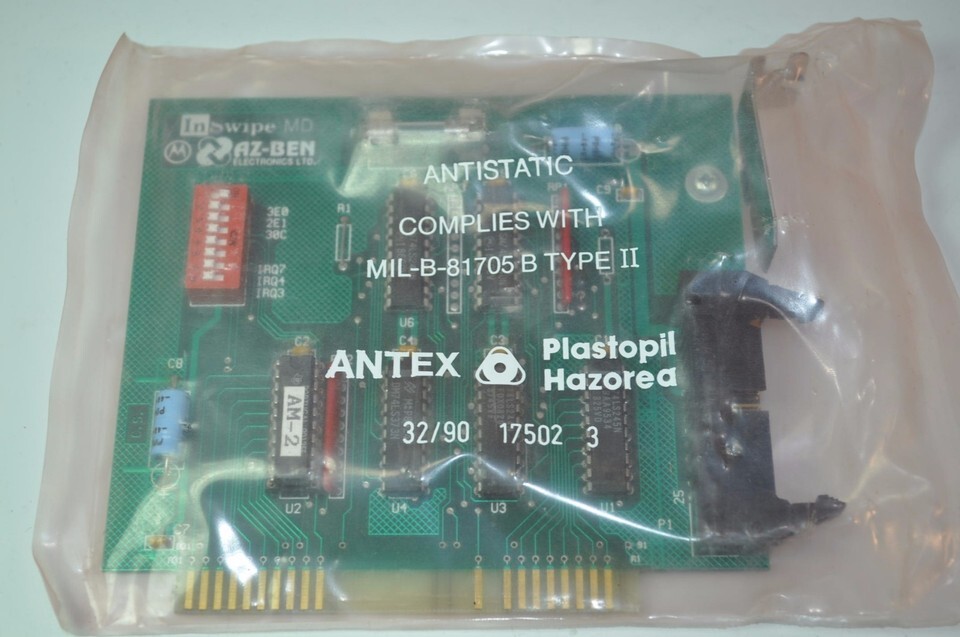 InSwipe MD
AZ-BEN
ELECTRONICS LTD.
ANTISTATIC
COMPLIES WITH
MIL-B-81705 B TYPE II
3E0
2E1
30C
IRQ7
IRQ4
IRQ3
R1
C9
U6
C8
C2
C4
C3
ANTEX Plastopil
Hazorea
AM-2
32/90 17502 3
U2
U4
U3
U1
25
P1
C7